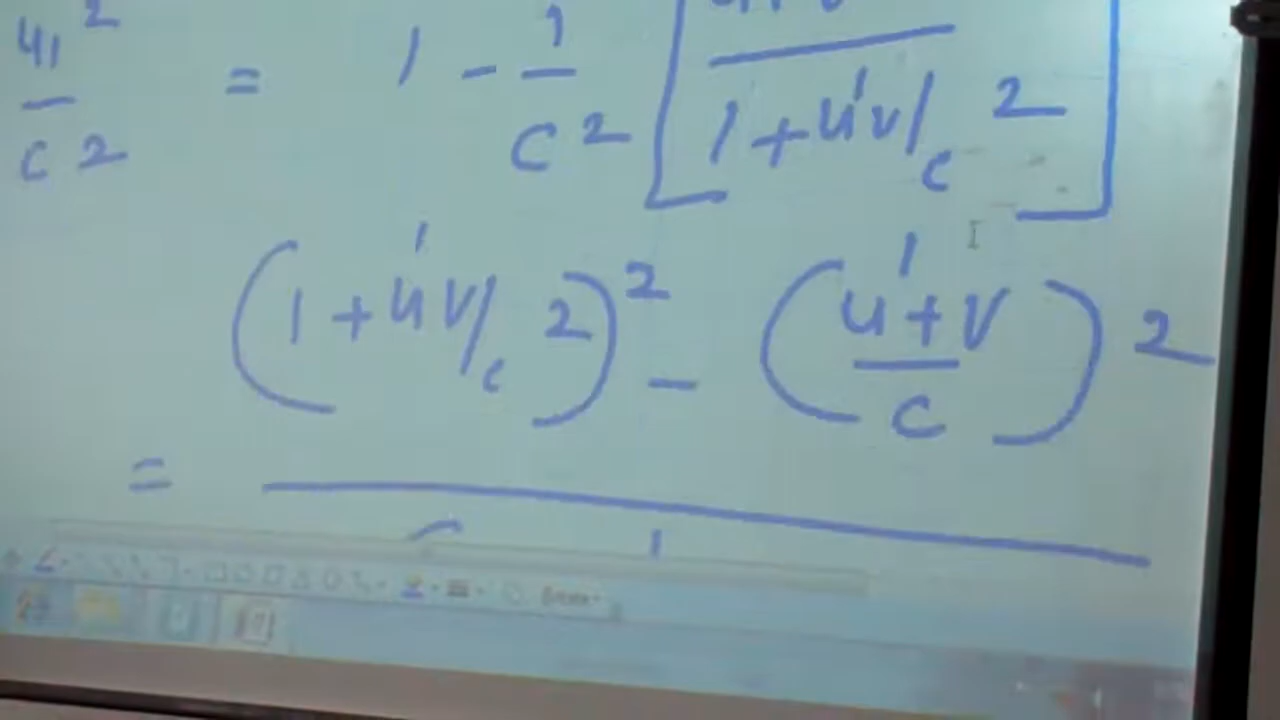 u₁² / c² = 1 - 1/c² [ u'+v / 1+u'v/c² ]
= (1+u'v/c²)² - (u'+v / c)²